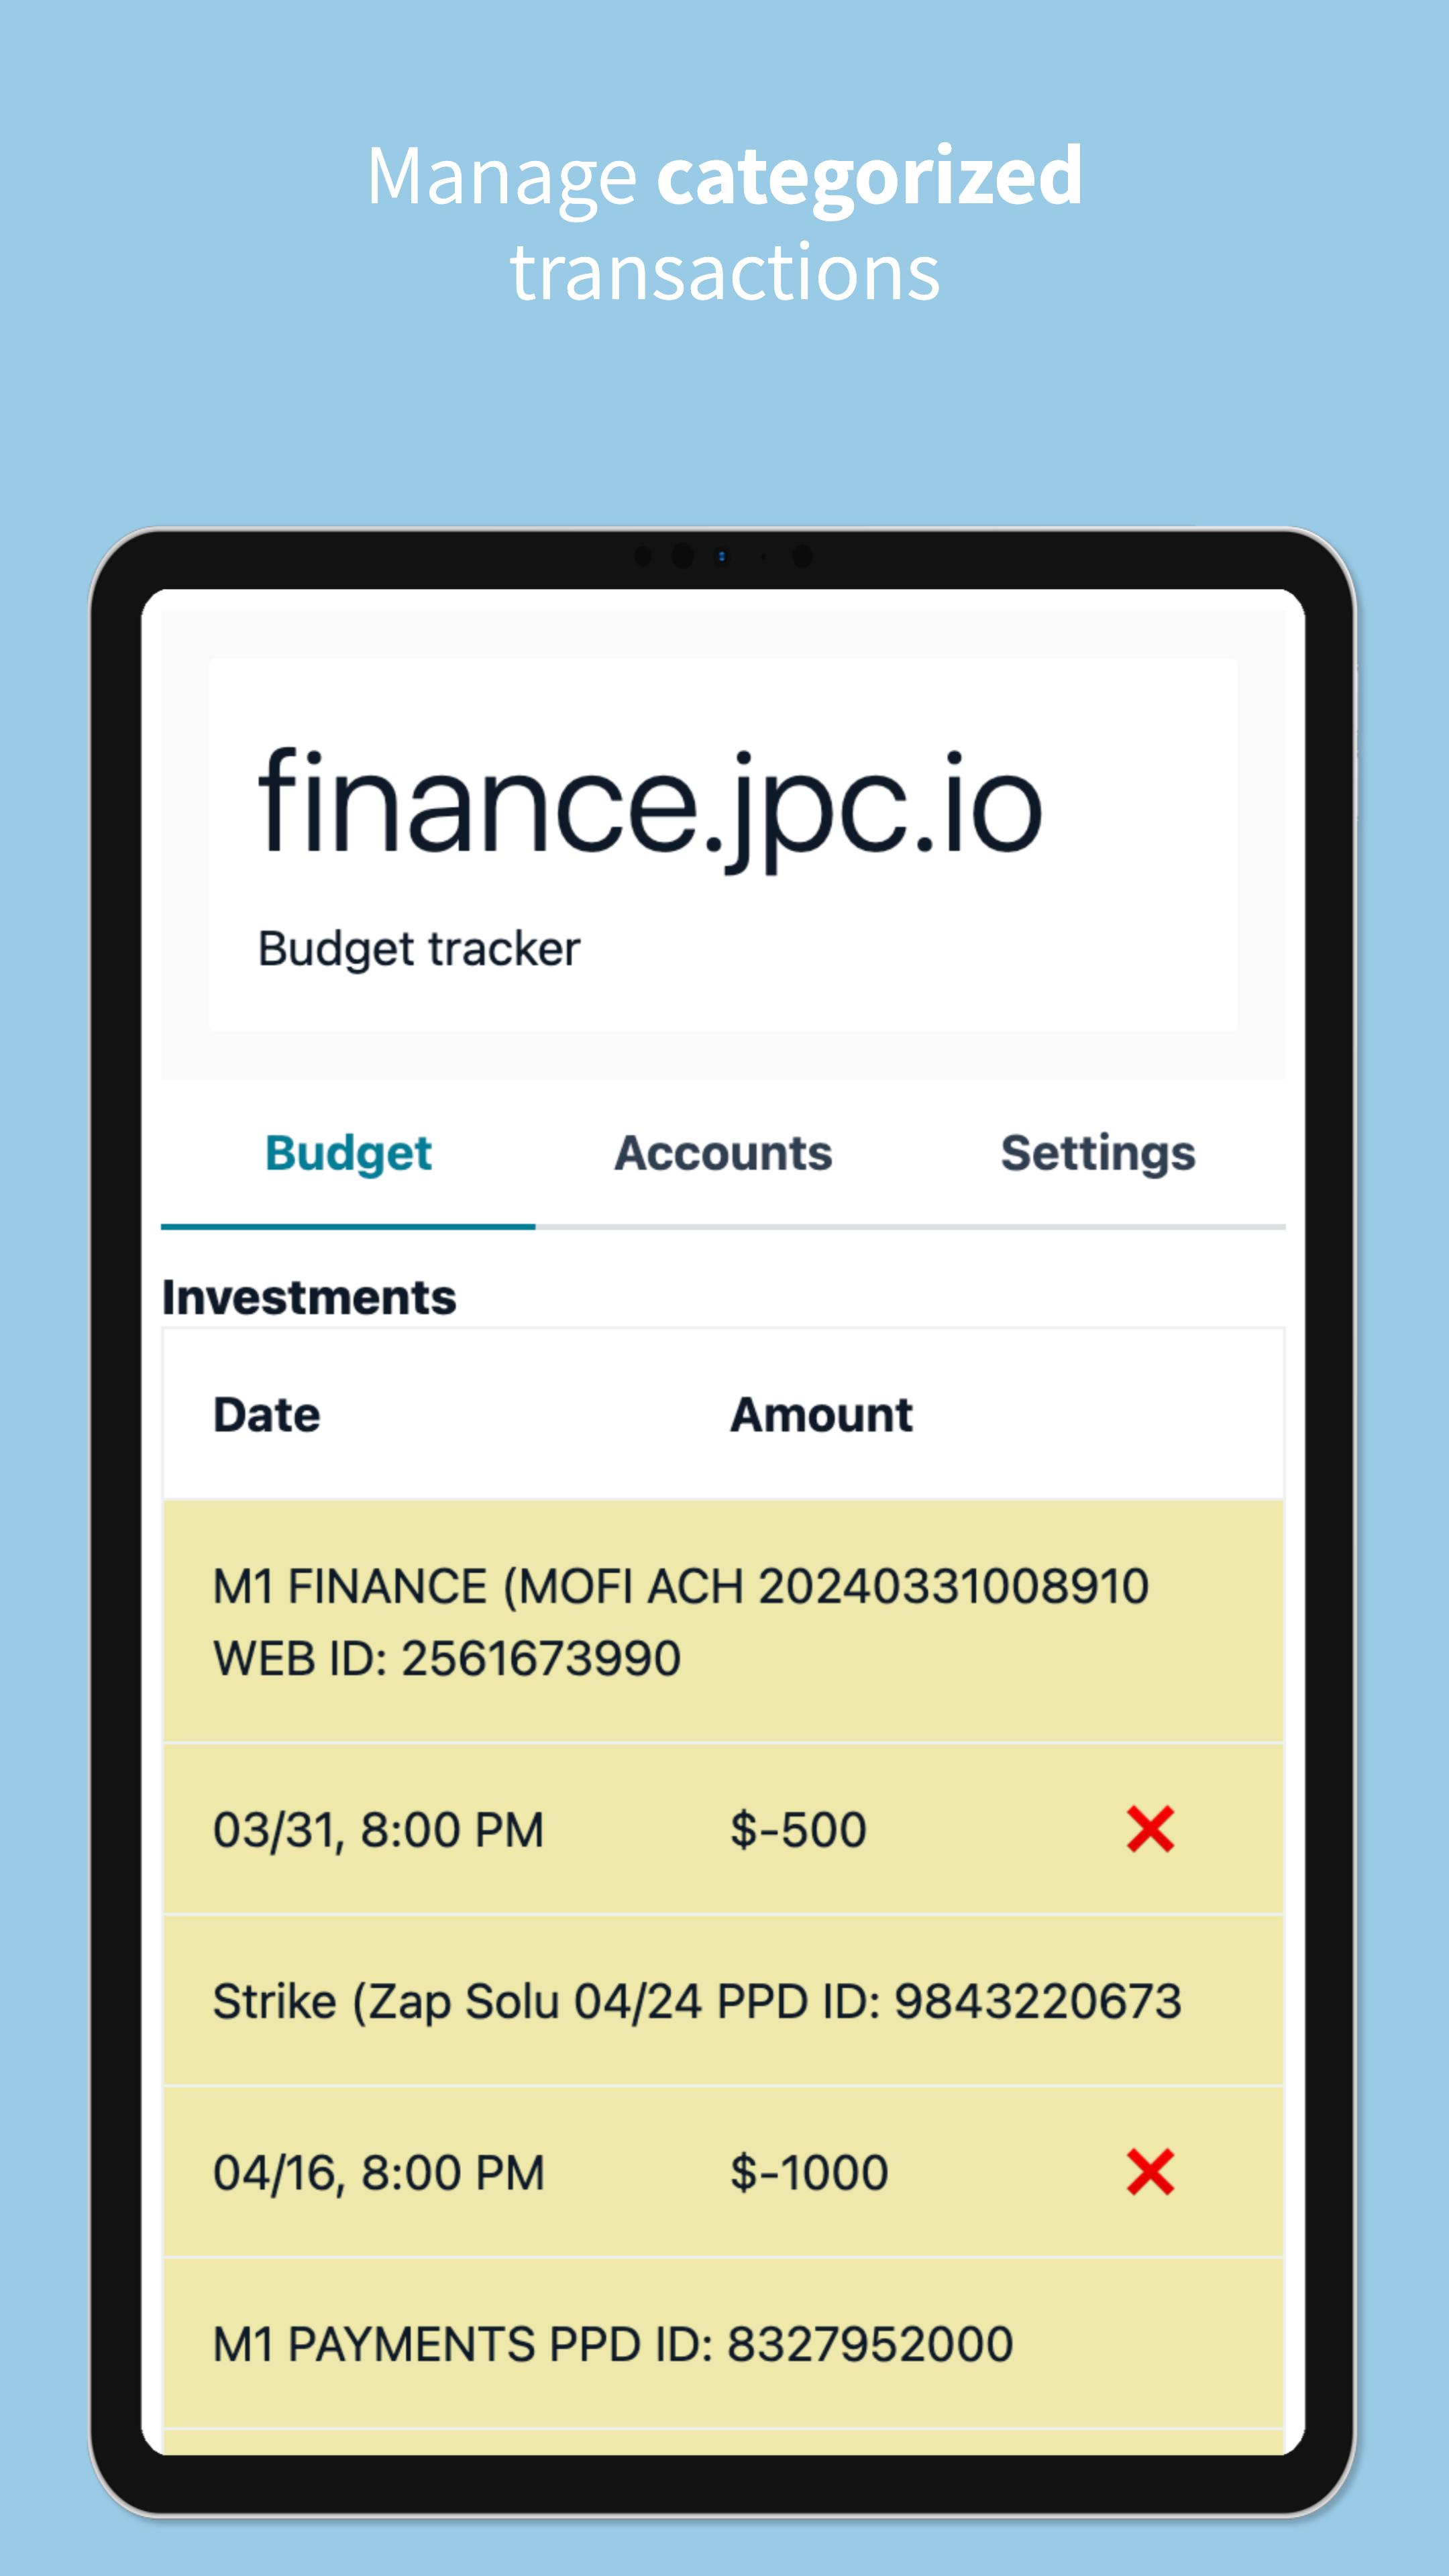 Manage categorized
transactions
finance.jpc.io
Budget tracker
Budget Accounts Settings
Investments
Date Amount
M1 FINANCE (MOFI ACH 20240331008910
WEB ID: 2561673990
03/31, 8:00 PM $-500 ❌
Strike (Zap Solu 04/24 PPD ID: 9843220673
04/16, 8:00 PM $-1000 ❌
M1 PAYMENTS PPD ID: 8327952000